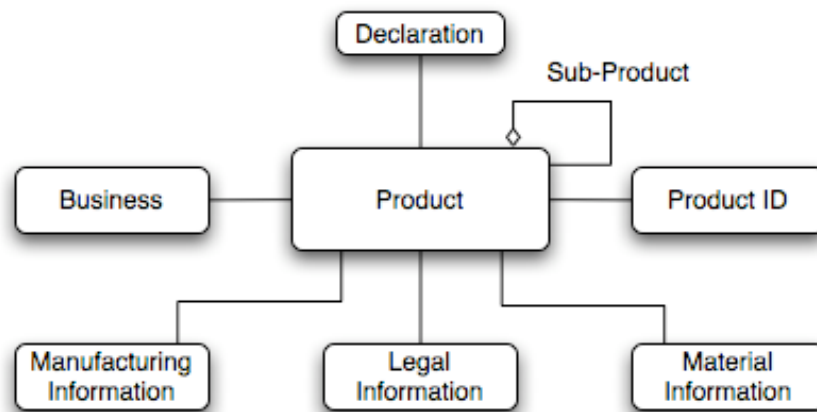 Declaration
Sub-Product
Business
Product
Product ID
Manufacturing
Information
Legal
Information
Material
Information